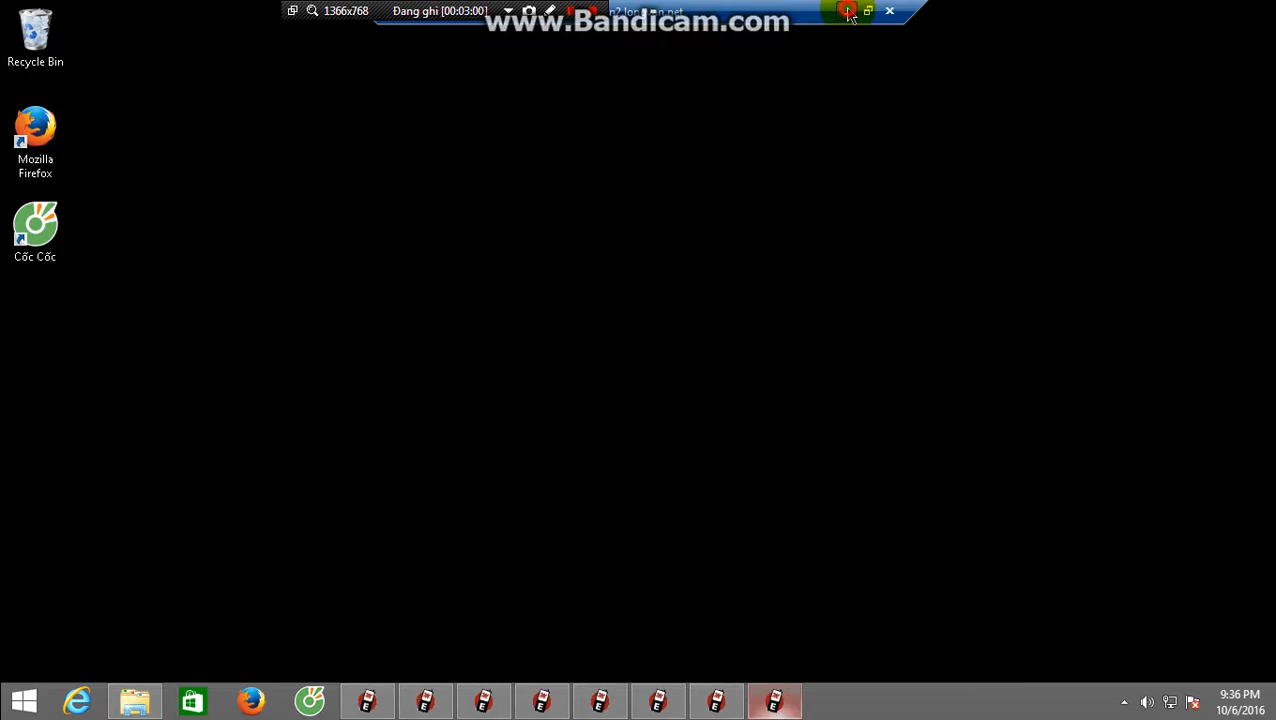 1366x768
Đang ghi [00:03:00]
www.Bandicam.com
Recycle Bin
Mozilla
Firefox
Cốc Cốc
E
E
E
E
E
E
E
E
9:36 PM
10/6/2016